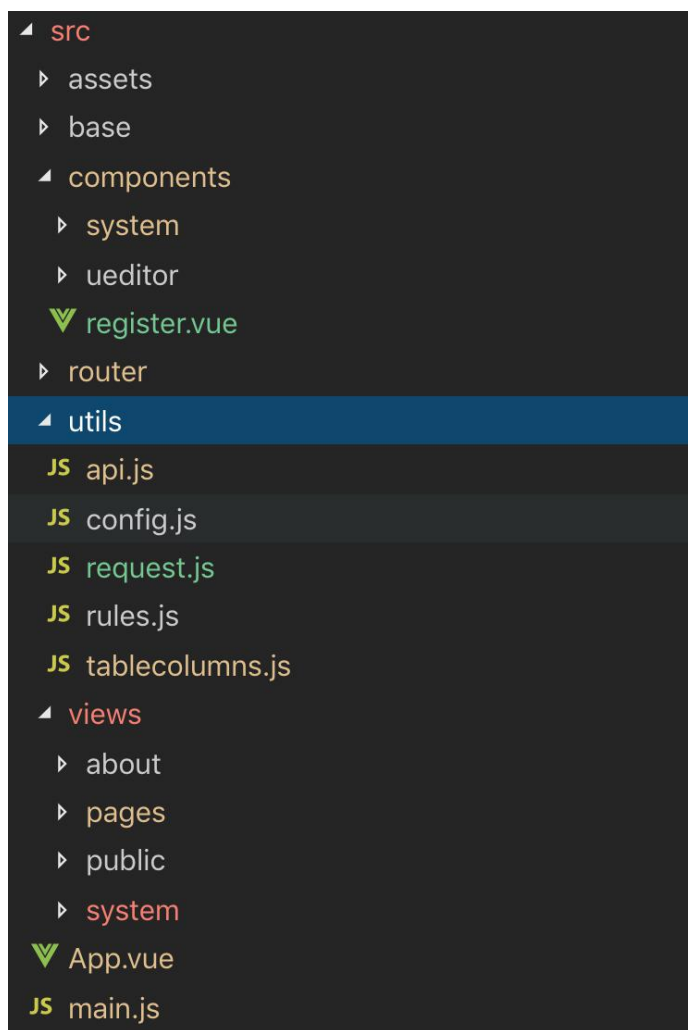 src
assets
base
components
system
ueditor
register.vue
router
utils
JS api.js
JS config.js
JS request.js
JS rules.js
JS tablecolumns.js
views
about
pages
public
system
App.vue
JS main.js